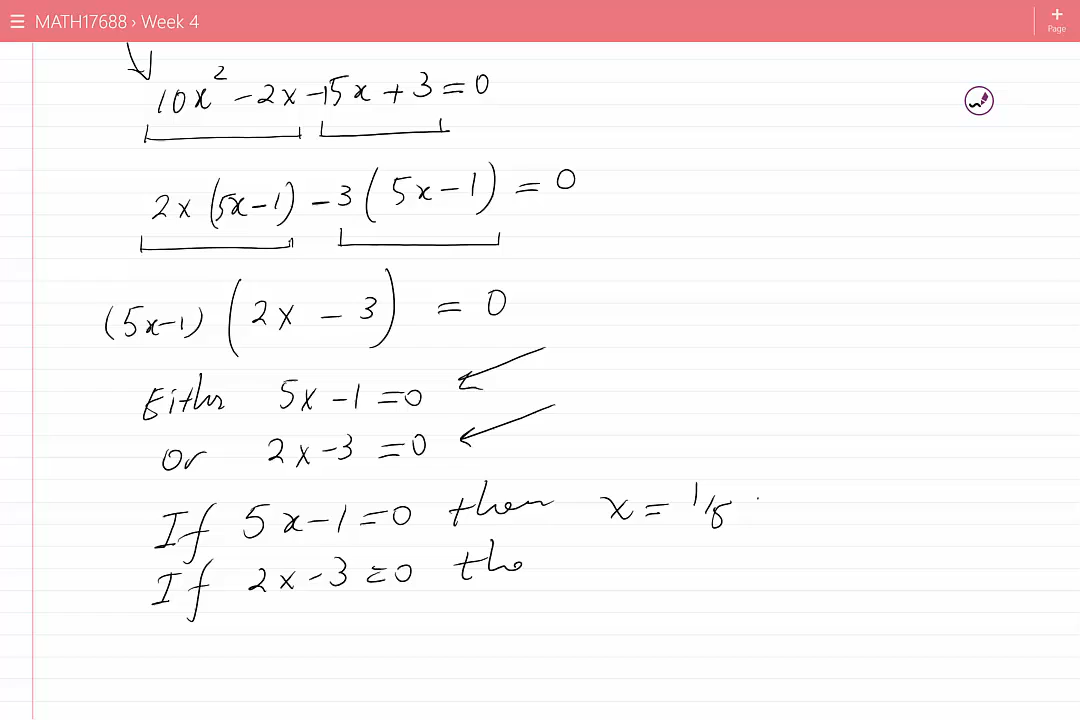 MATH17688 › Week 4
Page
10x² - 2x - 15x + 3 = 0
2x (5x-1) - 3 ( 5x - 1 ) = 0
(5x-1) ( 2x - 3 ) = 0
Either 5x - 1 = 0
Or 2x - 3 = 0
If 5x - 1 = 0 then x = 1/5
If 2x - 3 = 0 the